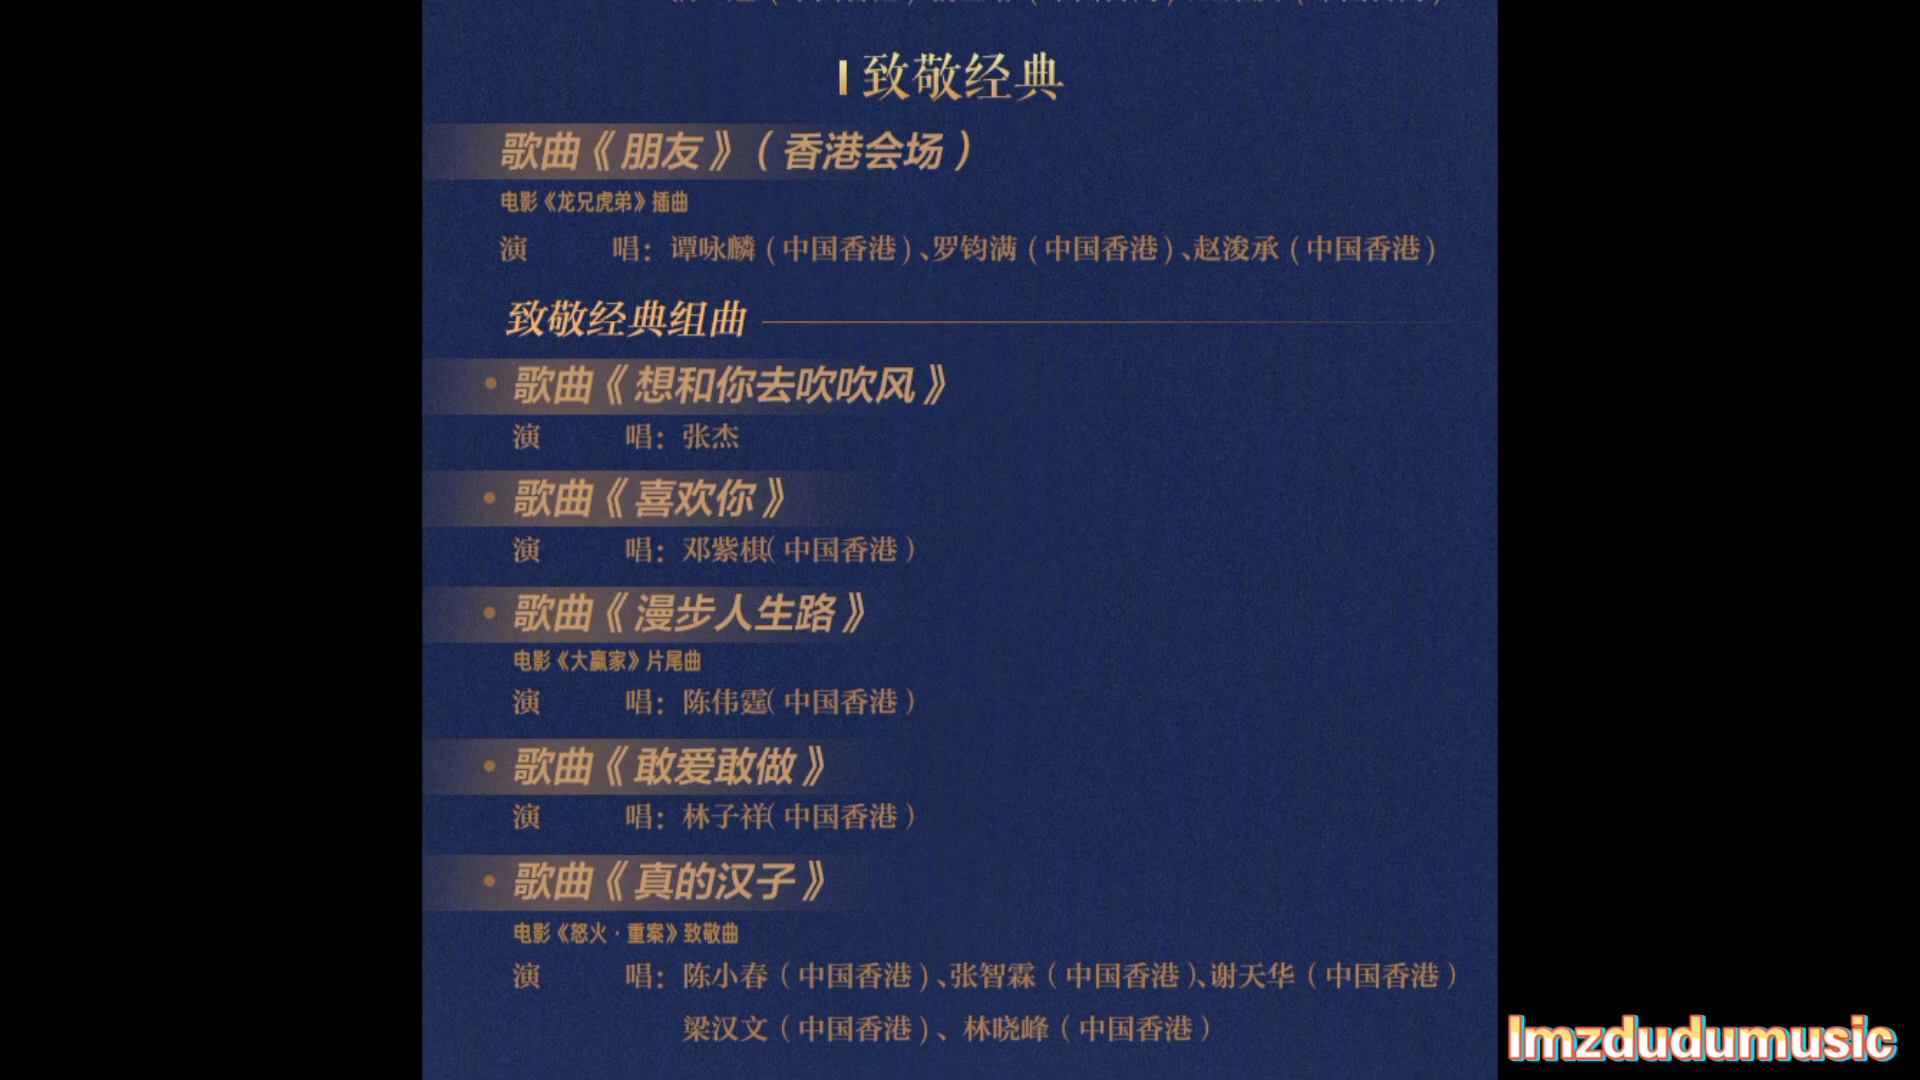 致敬经典
歌曲《朋友》（香港会场）
电影《龙兄虎弟》插曲
演 唱：谭咏麟（中国香港）、罗钧满（中国香港）、赵浚承（中国香港）
致敬经典组曲
• 歌曲《想和你去吹吹风》
演 唱：张杰
• 歌曲《喜欢你》
演 唱：邓紫棋（中国香港）
• 歌曲《漫步人生路》
电影《大赢家》片尾曲
演 唱：陈伟霆（中国香港）
• 歌曲《敢爱敢做》
演 唱：林子祥（中国香港）
• 歌曲《真的汉子》
电影《怒火·重案》致敬曲
演 唱：陈小春（中国香港）、张智霖（中国香港）、谢天华（中国香港）
梁汉文（中国香港）、林晓峰（中国香港）
lmzdudumusic